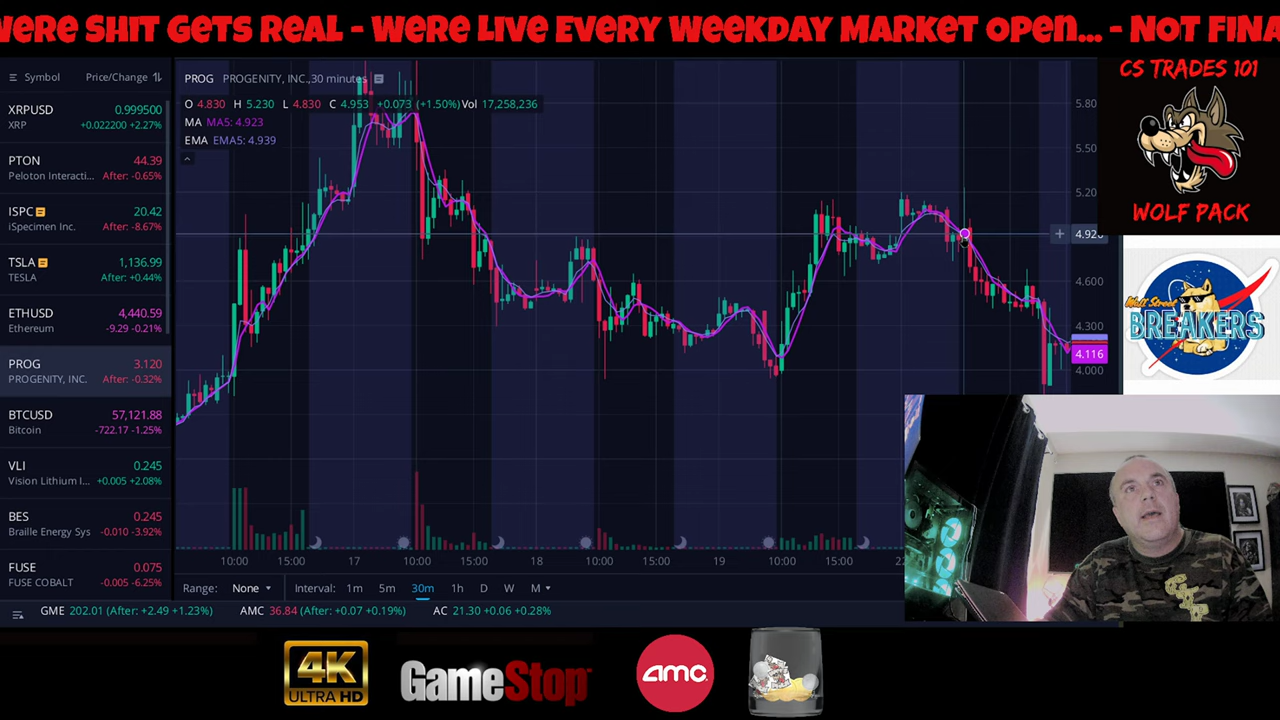 WERE SHIT GETS REAL - WERE LIVE EVERY WEEKDAY MARKET OPEN... - NOT FINA
Symbol Price/Change
XRPUSD 0.999500
XRP +0.022200 +2.27%
PTON 44.39
Peloton Interacti... After: -0.65%
ISPC 20.42
iSpecimen Inc. After: -8.67%
TSLA 1,136.99
TESLA After: +0.44%
ETHUSD 4,440.59
Ethereum -9.29 -0.21%
PROG 3.120
PROGENITY, INC. After: -0.32%
BTCUSD 57,121.88
Bitcoin -722.17 -1.25%
VLI 0.245
Vision Lithium I... +0.005 +2.08%
BES 0.245
Braille Energy Sys -0.010 -3.92%
FUSE 0.075
FUSE COBALT -0.005 -6.25%
PROG PROGENITY, INC.,30 minutes
O 4.830 H 5.230 L 4.830 C 4.953 +0.073 (+1.50%) Vol 17,258,236
MA MA5: 4.923
EMA EMA5: 4.939
5.80
5.50
5.20
4.920
4.600
4.300
4.116
4.000
10:00 15:00 17 10:00 15:00 18 10:00 15:00 19 10:00 15:00
Range: None Interval: 1m 5m 30m 1h D W M
GME 202.01 (After: +2.49 +1.23%) AMC 36.84 (After: +0.07 +0.19%) AC 21.30 +0.06 +0.28%
CS TRADES 101
WOLF PACK
Wall Street
BREAKERS
4K
ULTRA HD
GameStop
amc